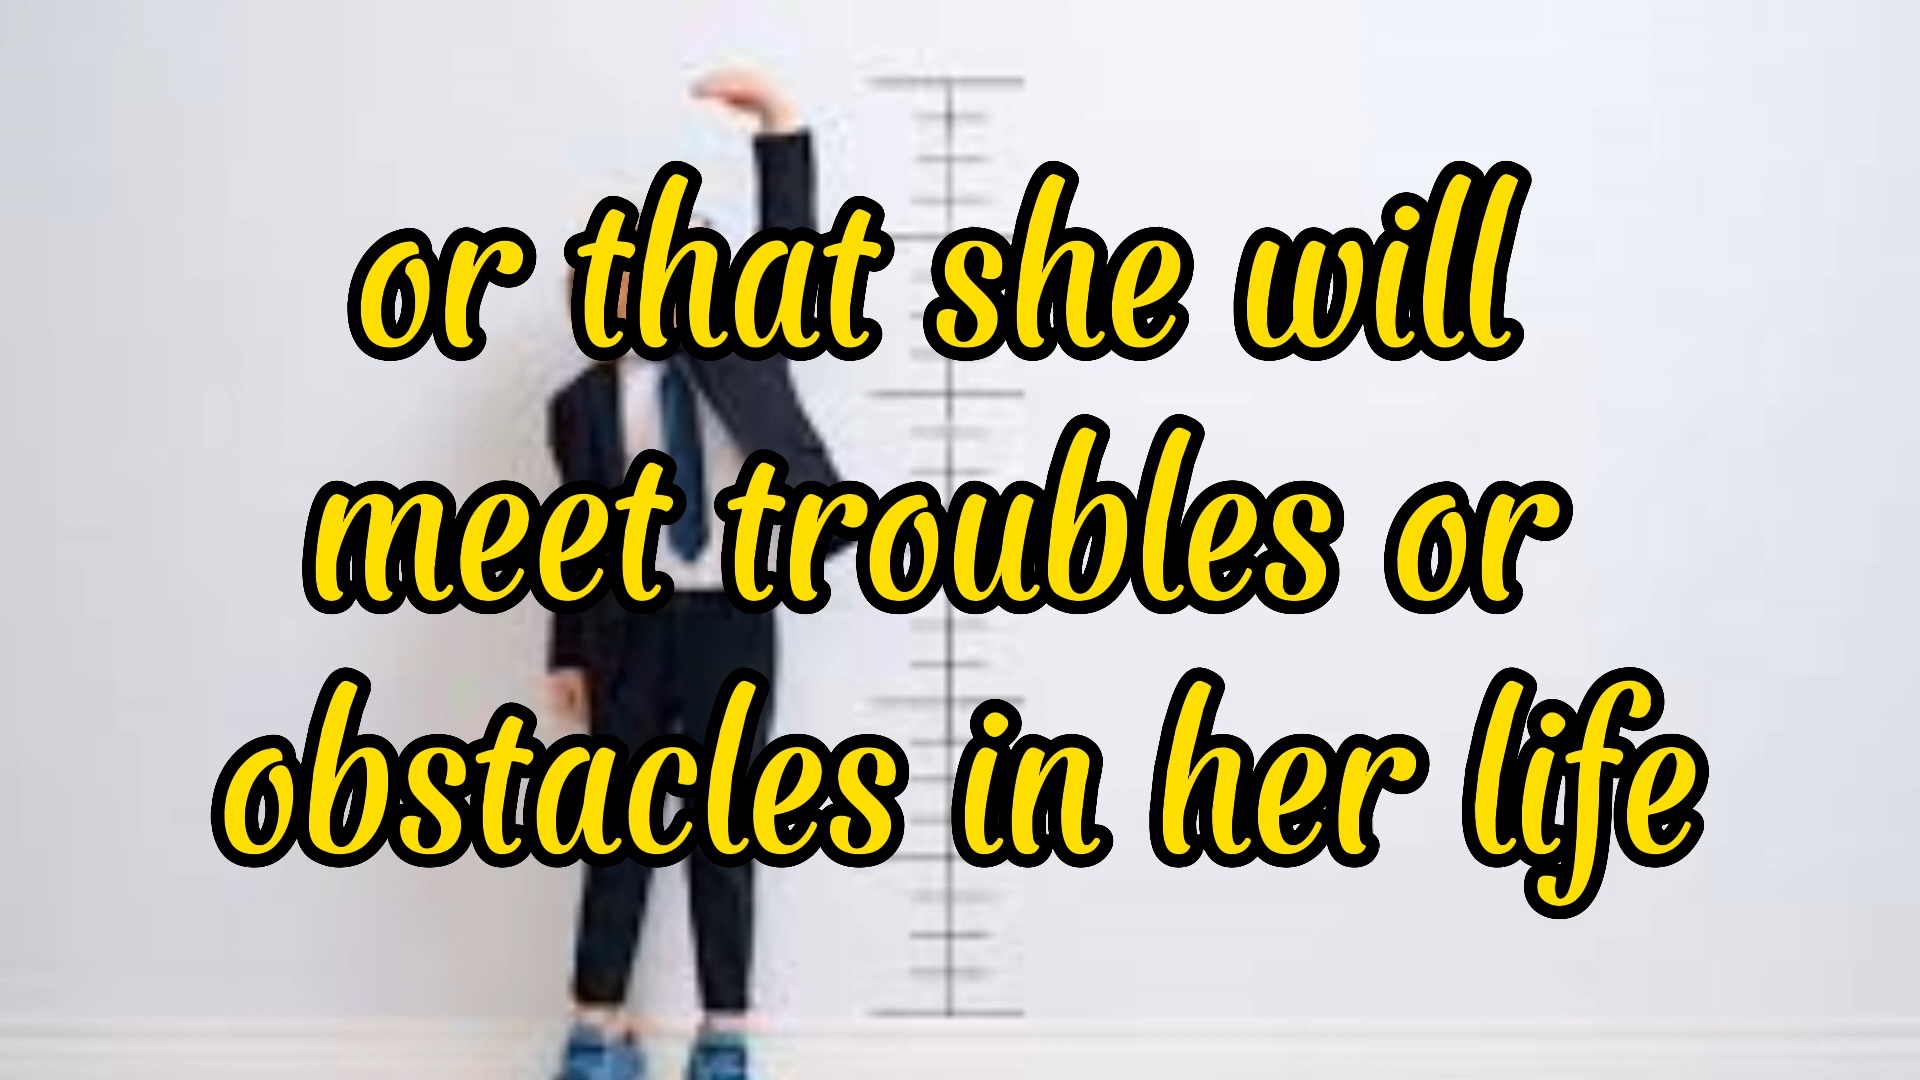 or that she will
meet troubles or
obstacles in her life